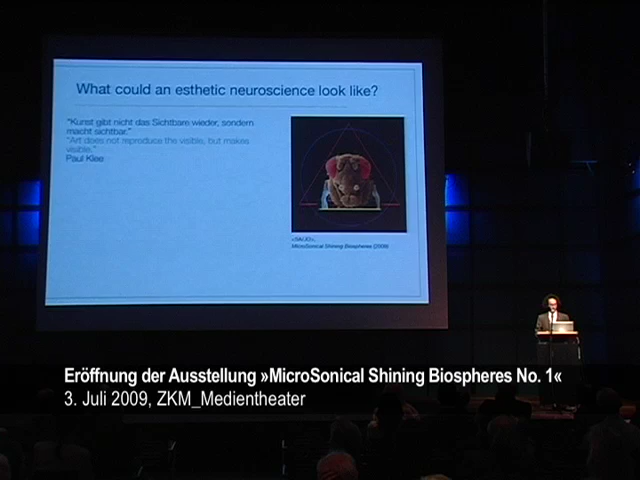 What could an esthetic neuroscience look like?
"Kunst gibt nicht das Sichtbare wieder, sondern
macht sichtbar."
"Art does not reproduce the visible, but makes
visible."
Paul Klee
MicroSonical Shining Biospheres (2009)
Eröffnung der Ausstellung »MicroSonical Shining Biospheres No. 1«
3. Juli 2009, ZKM_Medientheater